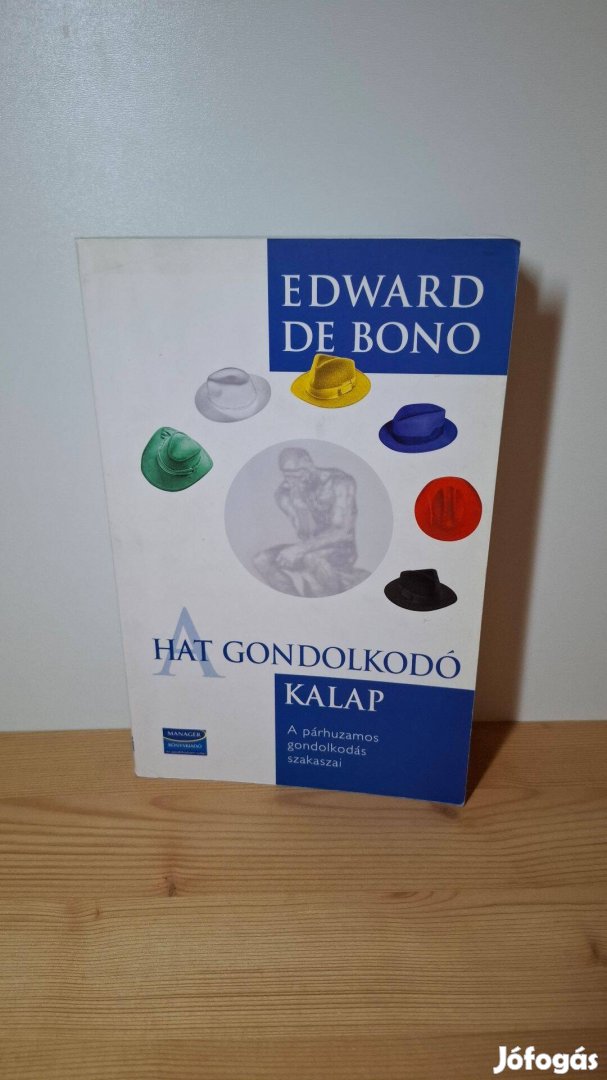 EDWARD
DE BONO
A HAT GONDOLKODÓ
KALAP
A párhuzamos
gondolkodás
szakaszai
MANAGER
KÖNYVKIADÓ
Jófogás